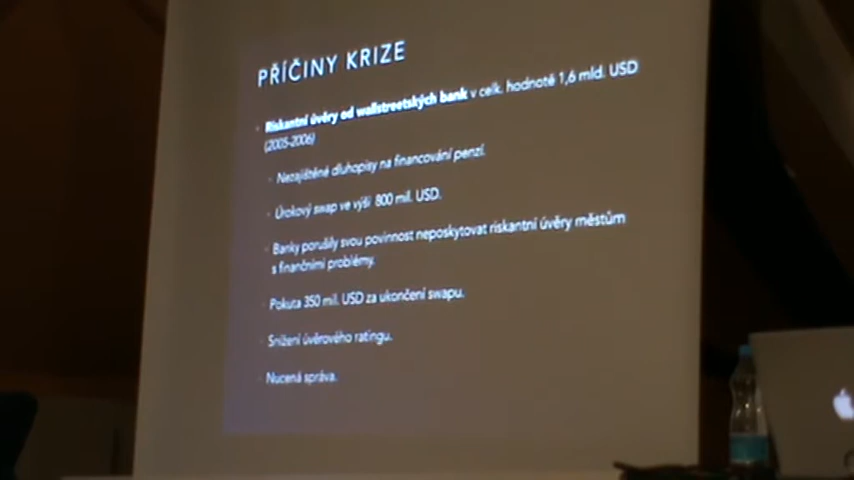 PŘÍČINY KRIZE
Riskantní úvěry od wallstreetských bank v celk. hodnotě 1,6 mld. USD
(2005-2006)
Nezajištěné dluhopisy na financování penzí.
Úrokový swap ve výši 800 mil. USD.
Banky porušily svou povinnost neposkytovat riskantní úvěry městům
s finančními problémy.
Pokuta 350 mil. USD za ukončení swapu.
Snížení úvěrového ratingu.
Nucená správa.